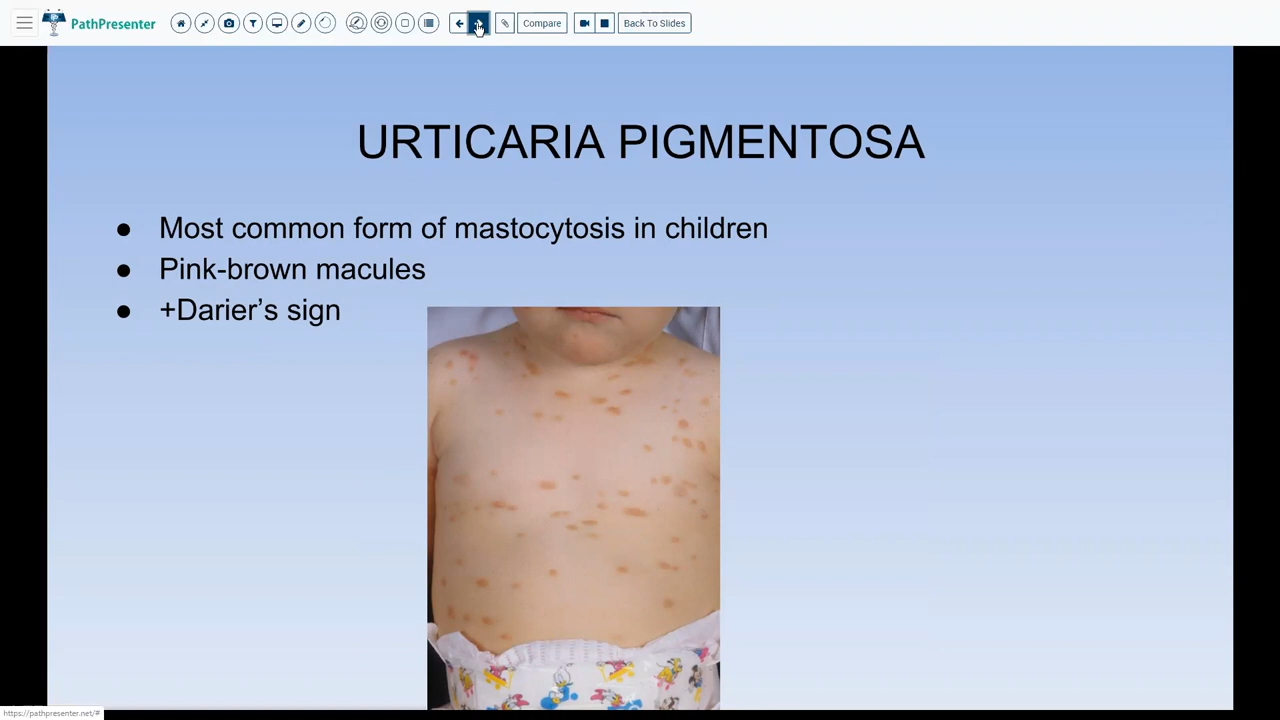 PathPresenter
Compare
Back To Slides
URTICARIA PIGMENTOSA
● Most common form of mastocytosis in children
● Pink-brown macules
● +Darier’s sign
https://pathpresenter.net/#